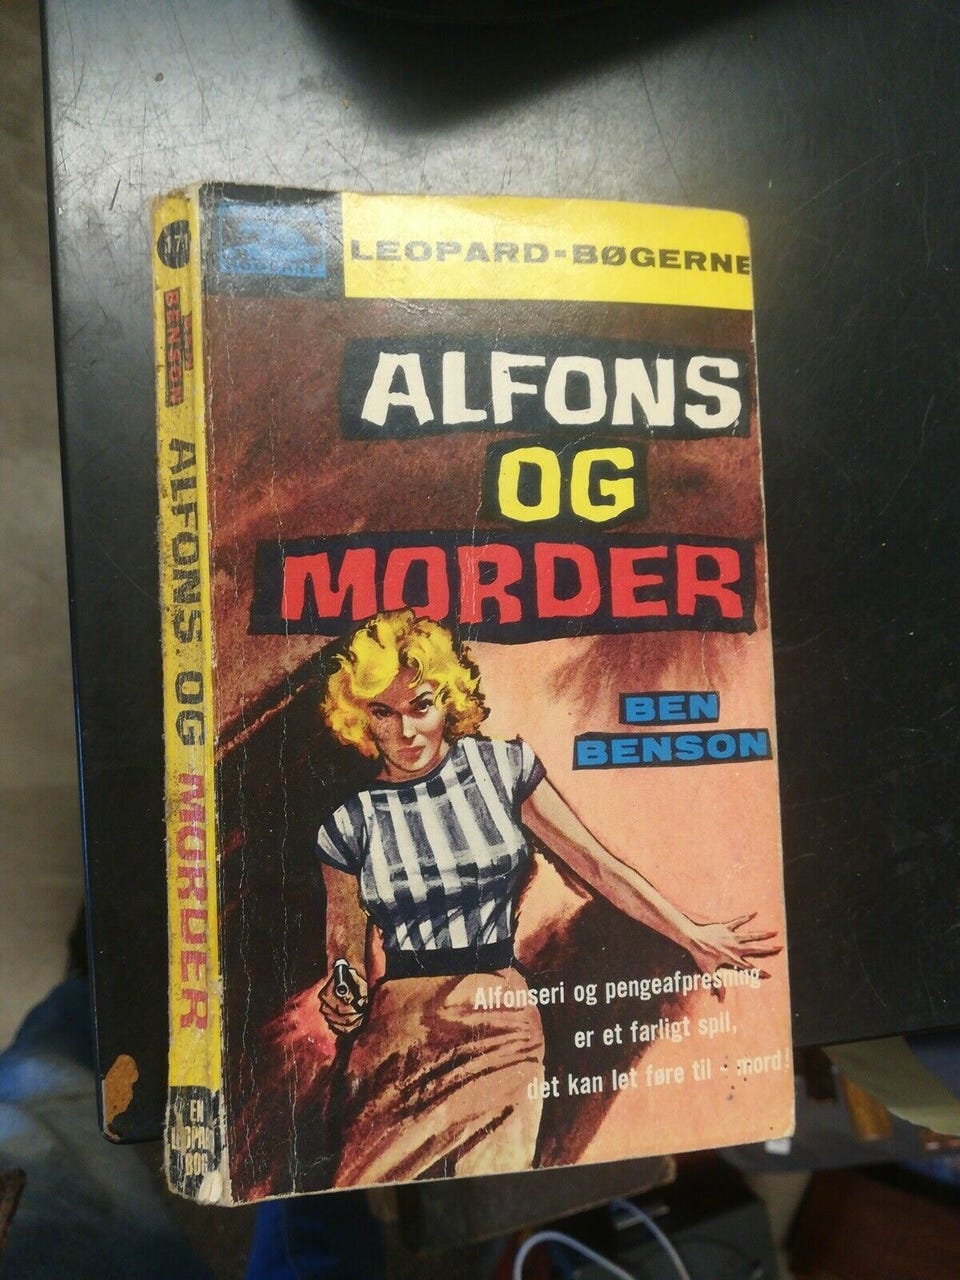 LEOPARD-BØGERNE
ALFONS
OG
MORDER
BEN
BENSON
Alfonseri og pengeafpresning
er et farligt spil,
det kan let føre til - mord!
BEN
BENSON
ALFONS OG MORDER
EN
LEOPARD
BOG